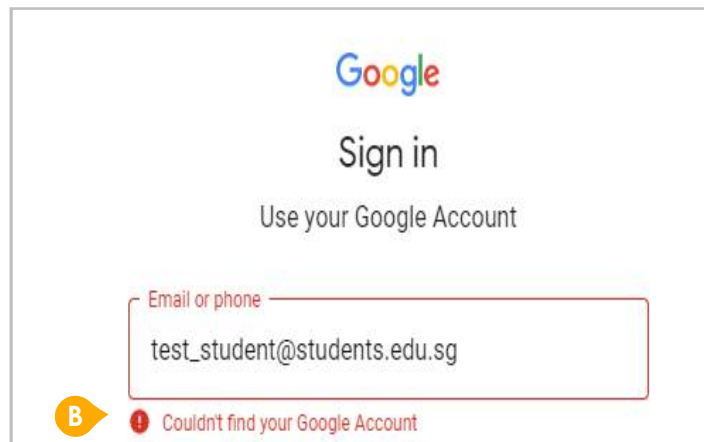 Google
Sign in
Use your Google Account
Email or phone
test_student@students.edu.sg
B
Couldn't find your Google Account